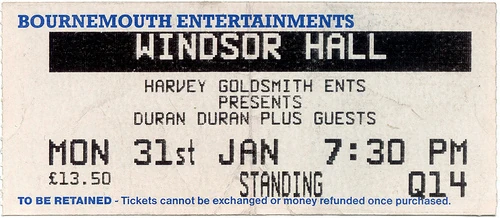 BOURNEMOUTH ENTERTAINMENTS
WINDSOR HALL
HARVEY GOLDSMITH ENTS
PRESENTS
DURAN DURAN PLUS GUESTS
MON 31st JAN 7:30 PM
£13.50 STANDING Q14
TO BE RETAINED - Tickets cannot be exchanged or money refunded once purchased.